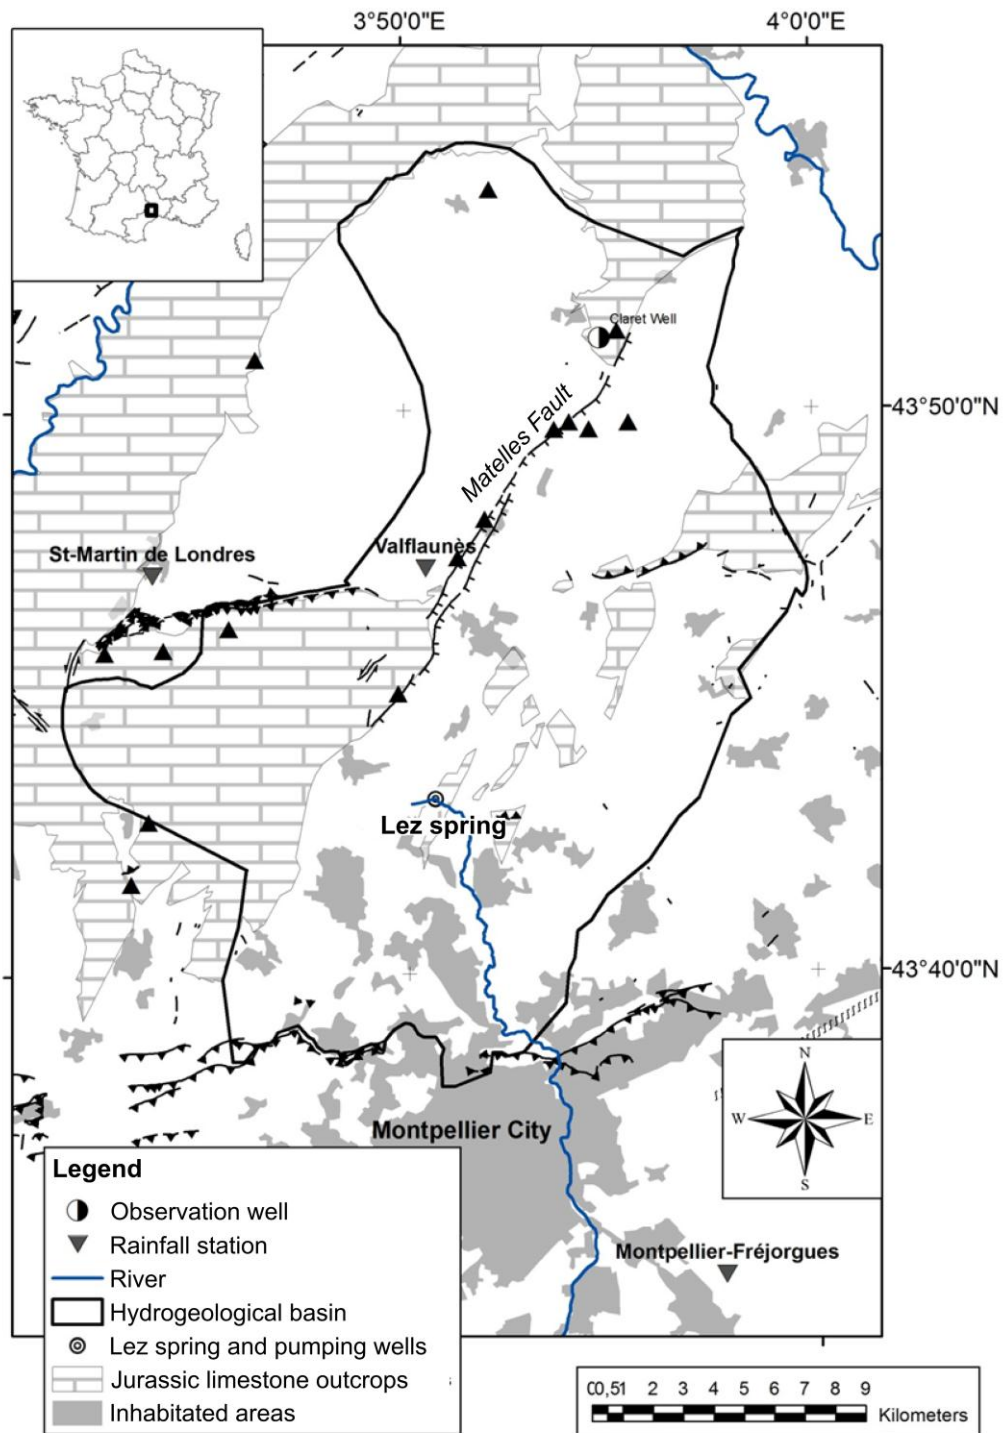 3°50'0"E
4°0'0"E
Claret Well
43°50'0"N
Matelles Fault
Valflaunès
St-Martin de Londres
Lez spring
43°40'0"N
N
W
E
S
Montpellier City
Montpellier-Fréjorgues
Legend
Observation well
Rainfall station
River
Hydrogeological basin
Lez spring and pumping wells
Jurassic limestone outcrops
Inhabitated areas
00,51 2 3 4 5 6 7 8 9
Kilometers